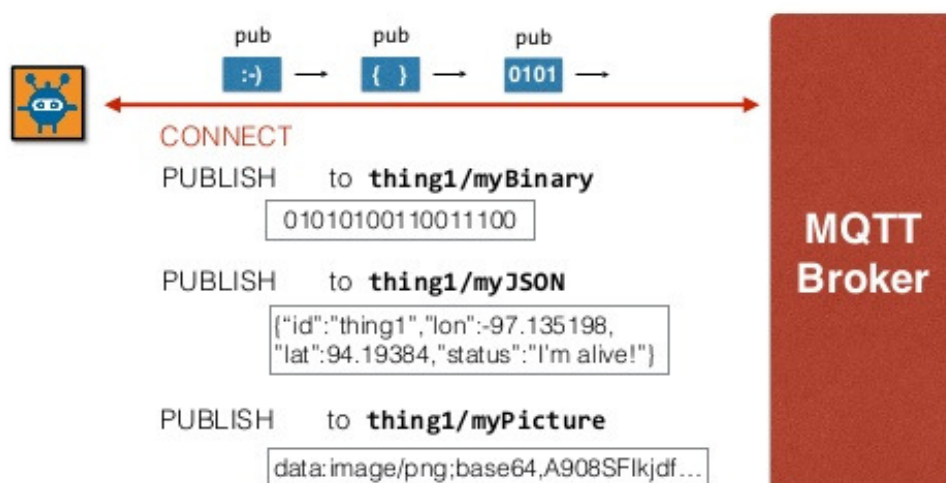 pub pub pub
:-) { } 0101
CONNECT
PUBLISH to thing1/myBinary
01010100110011100
PUBLISH to thing1/myJSON
{“id":"thing1","lon":-97.135198,
"lat":94.19384,"status":"I'm alive!"}
PUBLISH to thing1/myPicture
data:image/png;base64,A908SFIkjdf...
MQTT
Broker